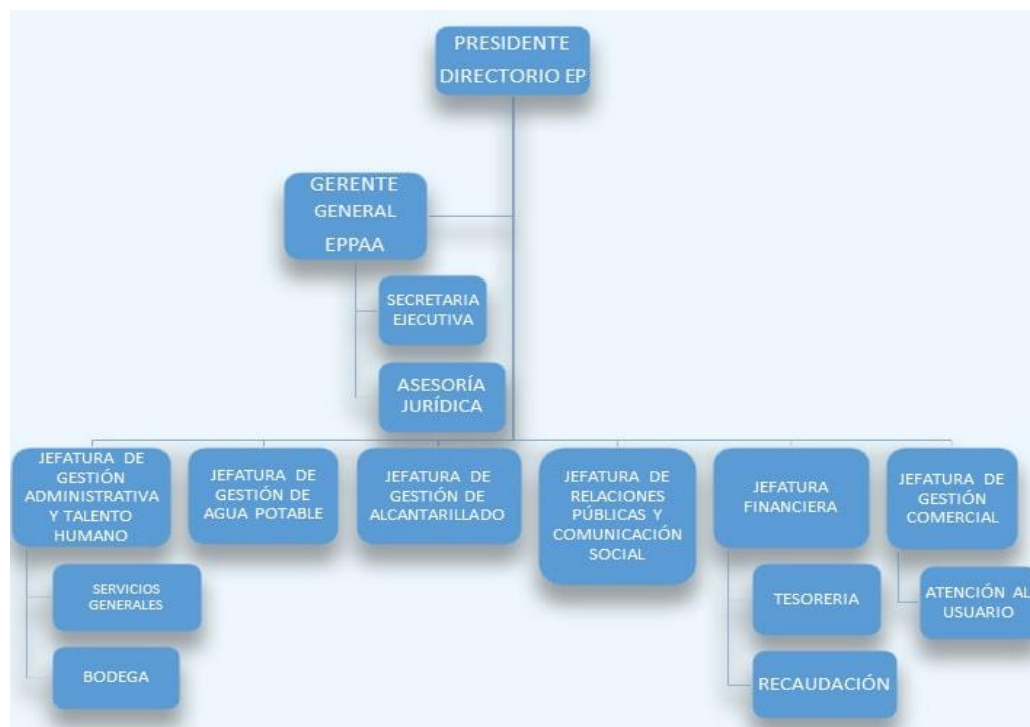 PRESIDENTE
DIRECTORIO EP
GERENTE
GENERAL
EPPAA
SECRETARIA
EJECUTIVA
ASESORÍA
JURÍDICA
JEFATURA DE
GESTIÓN
ADMINISTRATIVA
Y TALENTO
HUMANO
JEFATURA DE
GESTIÓN DE
AGUA POTABLE
JEFATURA DE
GESTIÓN DE
ALCANTARILLADO
JEFATURA DE
RELACIONES
PÚBLICAS Y
COMUNICACIÓN
SOCIAL
JEFATURA
FINANCIERA
JEFATURA DE
GESTIÓN
COMERCIAL
SERVICIOS
GENERALES
BODEGA
TESORERIA
RECAUDACIÓN
ATENCIÓN AL
USUARIO